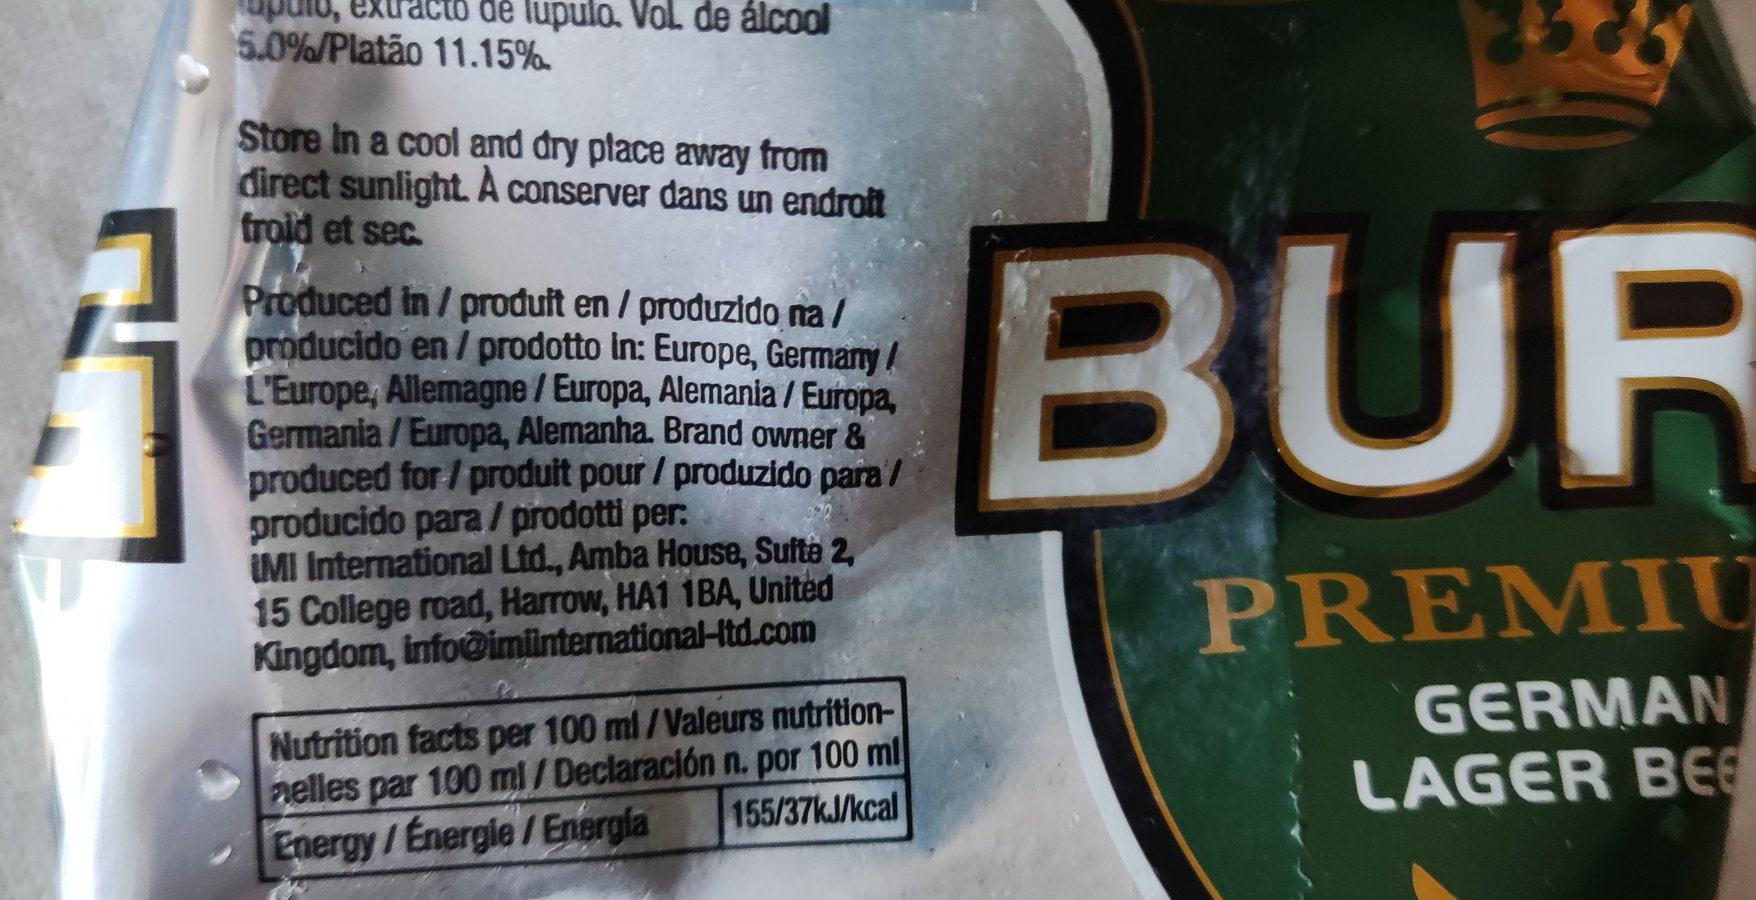 extracto de lupulo. Vol. de álcool
5.0%/Platão 11.15%.
Store in a cool and dry place away from
direct sunlight. À conserver dans un endroit
froid et sec.
Produced in / produit en / produzido na /
producido en / prodotto in: Europe, Germany /
L'Europe, Allemagne / Europa, Alemania / Europa,
Germania / Europa, Alemanha. Brand owner &
produced for / produit pour / produzido para /
producido para / prodotti per:
IMI International Ltd., Amba House, Suite 2,
15 College road, Harrow, HA1 1BA, United
Kingdom, info@imiinternational-ltd.com
Nutrition facts per 100 ml / Valeurs nutrition-
nelles par 100 ml / Declaración n. por 100 ml
Energy / Énergie / Energía 155/37kJ/kcal
BUR
PREMIU
GERMAN
LAGER BEE